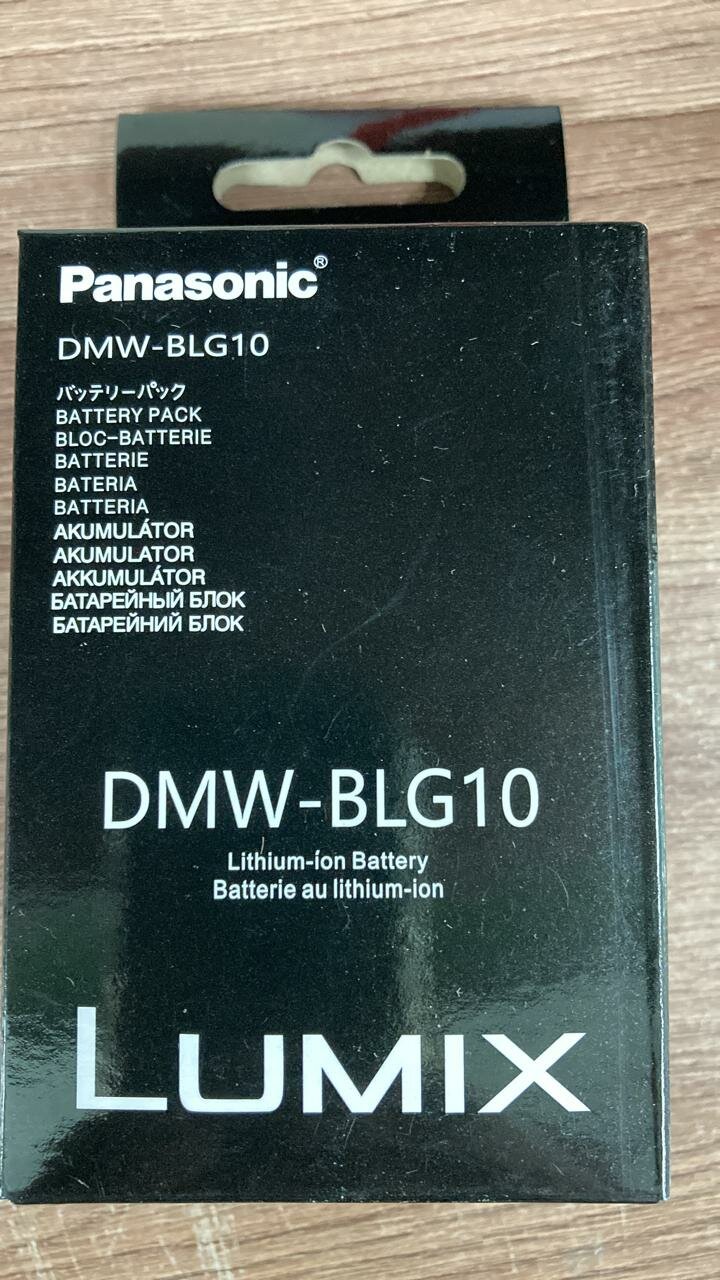 Panasonic®
DMW-BLG10
バッテリーパック
BATTERY PACK
BLOC-BATTERIE
BATTERIE
BATERIA
BATTERIA
AKUMULÁTOR
AKUMULATOR
AKKUMULÁTOR
БАТАРЕЙНЫЙ БЛОК
БАТАРЕЙНИЙ БЛОК
DMW-BLG10
Lithium-íon Battery
Batterie au lithium-ion
LUMIX